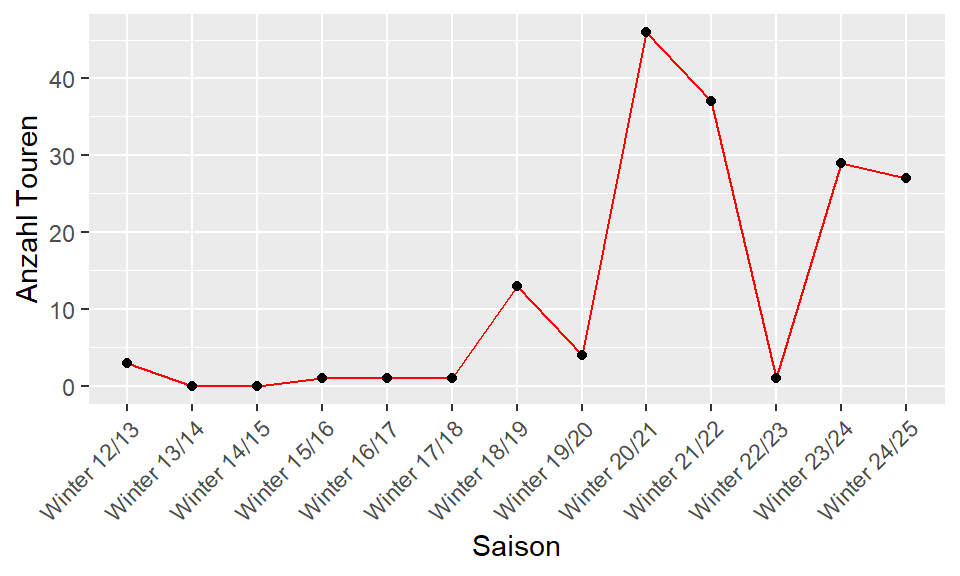 Anzahl Touren
40
30
20
10
0
Winter 12/13
Winter 13/14
Winter 14/15
Winter 15/16
Winter 16/17
Winter 17/18
Winter 18/19
Winter 19/20
Winter 20/21
Winter 21/22
Winter 22/23
Winter 23/24
Winter 24/25
Saison